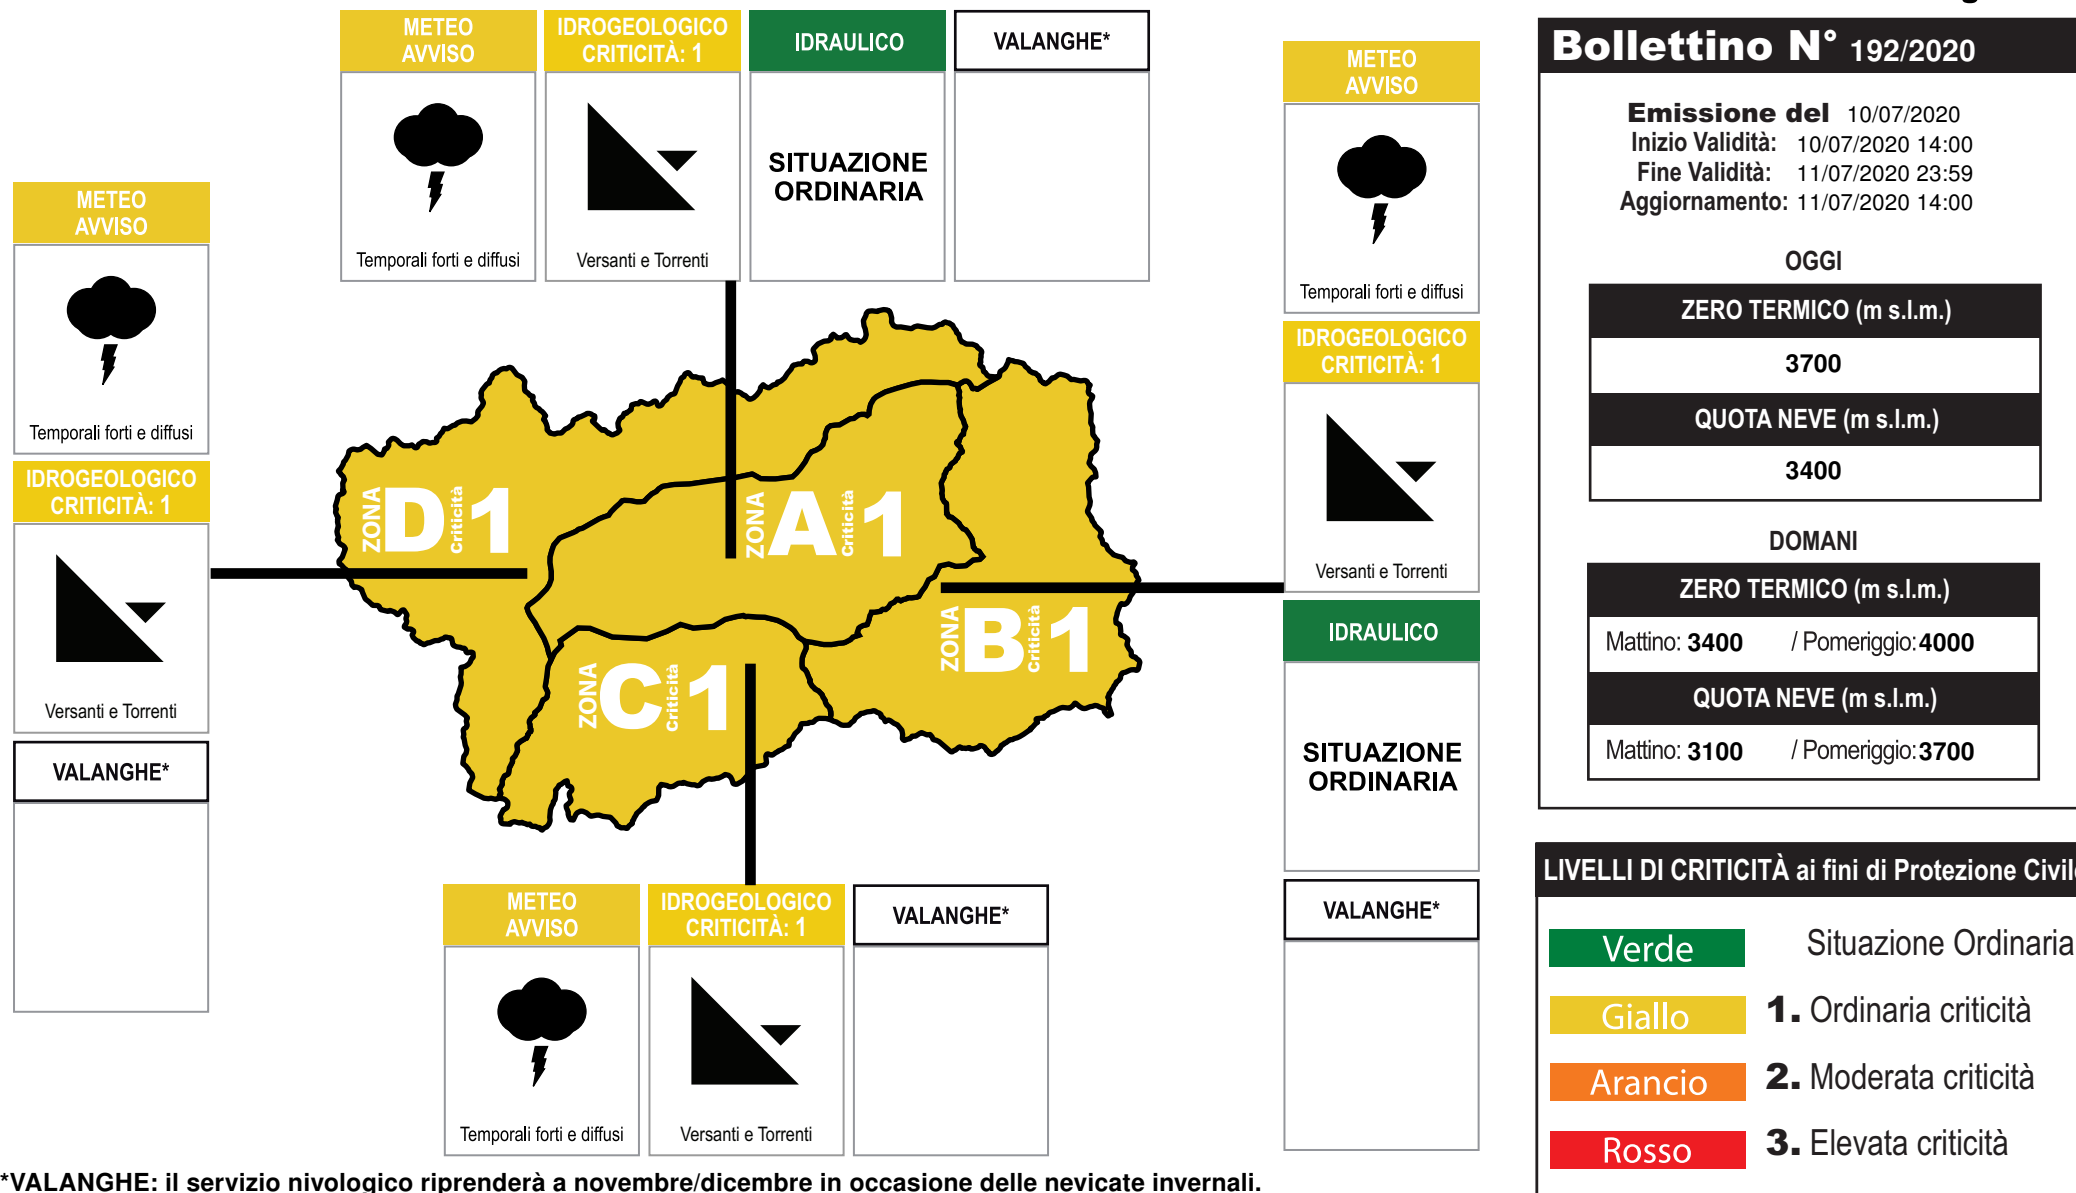 METEO
AVVISO
Temporali forti e diffusi
IDROGEOLOGICO
CRITICITÀ: 1
Versanti e Torrenti
IDRAULICO
SITUAZIONE
ORDINARIA
VALANGHE*
METEO
AVVISO
Temporali forti e diffusi
IDROGEOLOGICO
CRITICITÀ: 1
Versanti e Torrenti
VALANGHE*
ZONA D Criticità 1
ZONA A Criticità 1
ZONA B Criticità 1
ZONA C Criticità 1
METEO
AVVISO
Temporali forti e diffusi
IDROGEOLOGICO
CRITICITÀ: 1
Versanti e Torrenti
IDRAULICO
SITUAZIONE
ORDINARIA
VALANGHE*
METEO
AVVISO
Temporali forti e diffusi
IDROGEOLOGICO
CRITICITÀ: 1
Versanti e Torrenti
VALANGHE*
*VALANGHE: il servizio nivologico riprenderà a novembre/dicembre in occasione delle nevicate invernali.
Bollettino N° 192/2020
Emissione del 10/07/2020
Inizio Validità: 10/07/2020 14:00
Fine Validità: 11/07/2020 23:59
Aggiornamento: 11/07/2020 14:00
OGGI
ZERO TERMICO (m s.l.m.)
3700
QUOTA NEVE (m s.l.m.)
3400
DOMANI
ZERO TERMICO (m s.l.m.)
Mattino: 3400 / Pomeriggio: 4000
QUOTA NEVE (m s.l.m.)
Mattino: 3100 / Pomeriggio: 3700
LIVELLI DI CRITICITÀ ai fini di Protezione Civile
Verde Situazione Ordinaria
Giallo 1. Ordinaria criticità
Arancio 2. Moderata criticità
Rosso 3. Elevata criticità